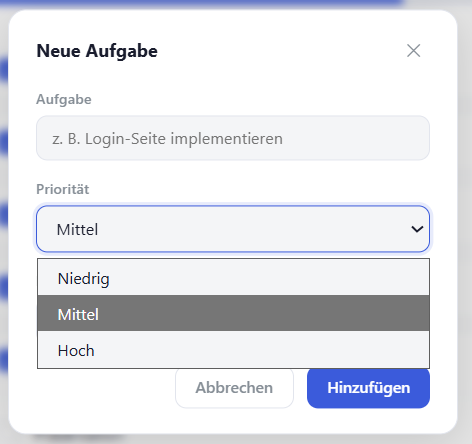 Neue Aufgabe
Aufgabe
z. B. Login-Seite implementieren
Priorität
Mittel
Niedrig
Mittel
Hoch
Abbrechen
Hinzufügen